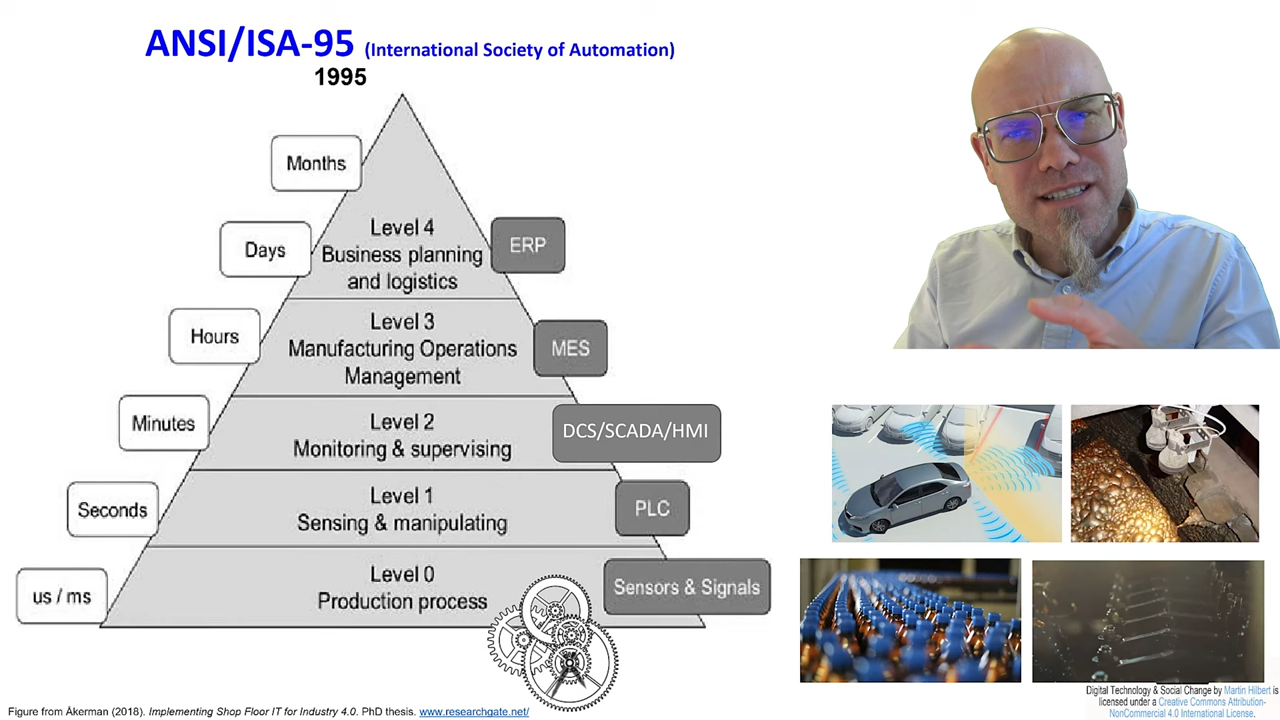 ANSI/ISA-95 (International Society of Automation)
1995
Months
Level 4
Business planning
and logistics
ERP
Days
Hours
Level 3
Manufacturing Operations
Management
MES
Minutes
Level 2
Monitoring & supervising
DCS/SCADA/HMI
Seconds
Level 1
Sensing & manipulating
PLC
us / ms
Level 0
Production process
Sensors & Signals
Figure from Åkerman (2018). Implementing Shop Floor IT for Industry 4.0. PhD thesis. www.researchgate.net/
Digital Technology & Social Change by Martin Hilbert is
licensed under a Creative Commons Attribution-
NonCommercial 4.0 International License.